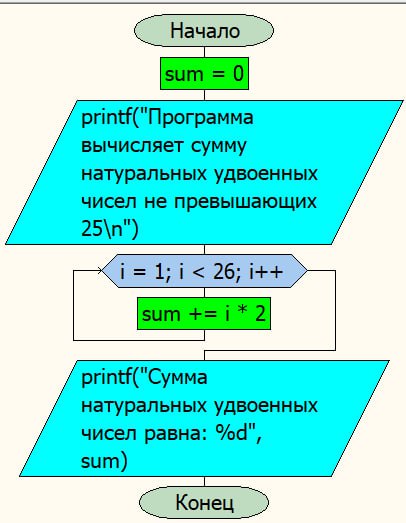 Начало
sum = 0
printf("Программа
вычисляет сумму
натуральных удвоенных
чисел не превышающих
25\n")
i = 1; i < 26; i++
sum += i * 2
printf("Сумма
натуральных удвоенных
чисел равна: %d",
sum)
Конец